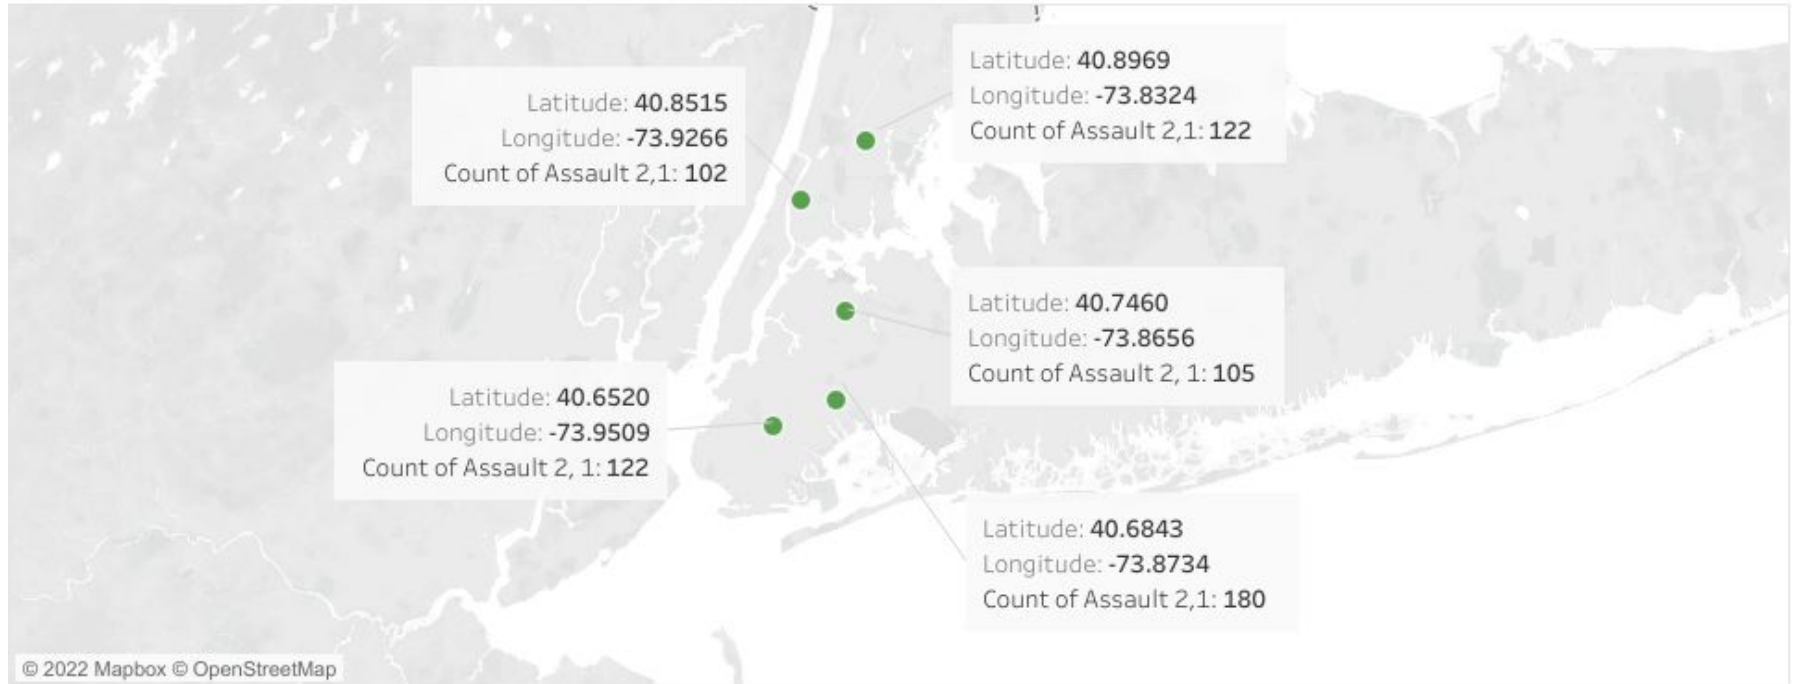 Latitude: 40.8969
Longitude: -73.8324
Count of Assault 2,1: 122
Latitude: 40.8515
Longitude: -73.9266
Count of Assault 2,1: 102
Latitude: 40.7460
Longitude: -73.8656
Count of Assault 2, 1: 105
Latitude: 40.6520
Longitude: -73.9509
Count of Assault 2, 1: 122
Latitude: 40.6843
Longitude: -73.8734
Count of Assault 2,1: 180
© 2022 Mapbox © OpenStreetMap